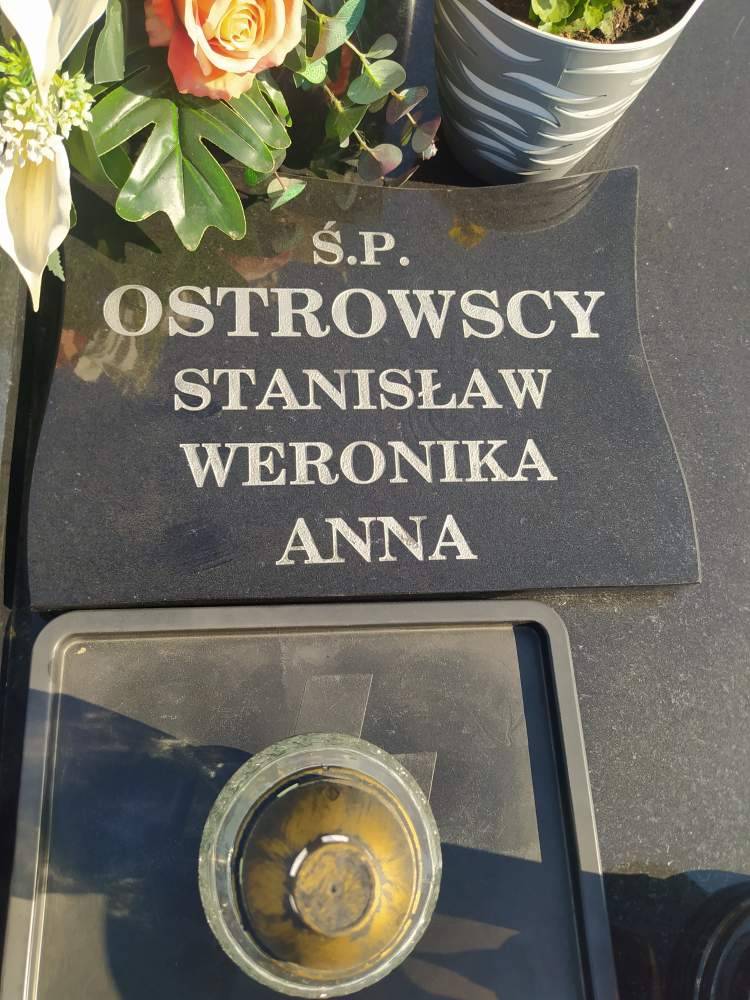 Ś.P.
OSTROWSCY
STANISŁAW
WERONIKA
ANNA